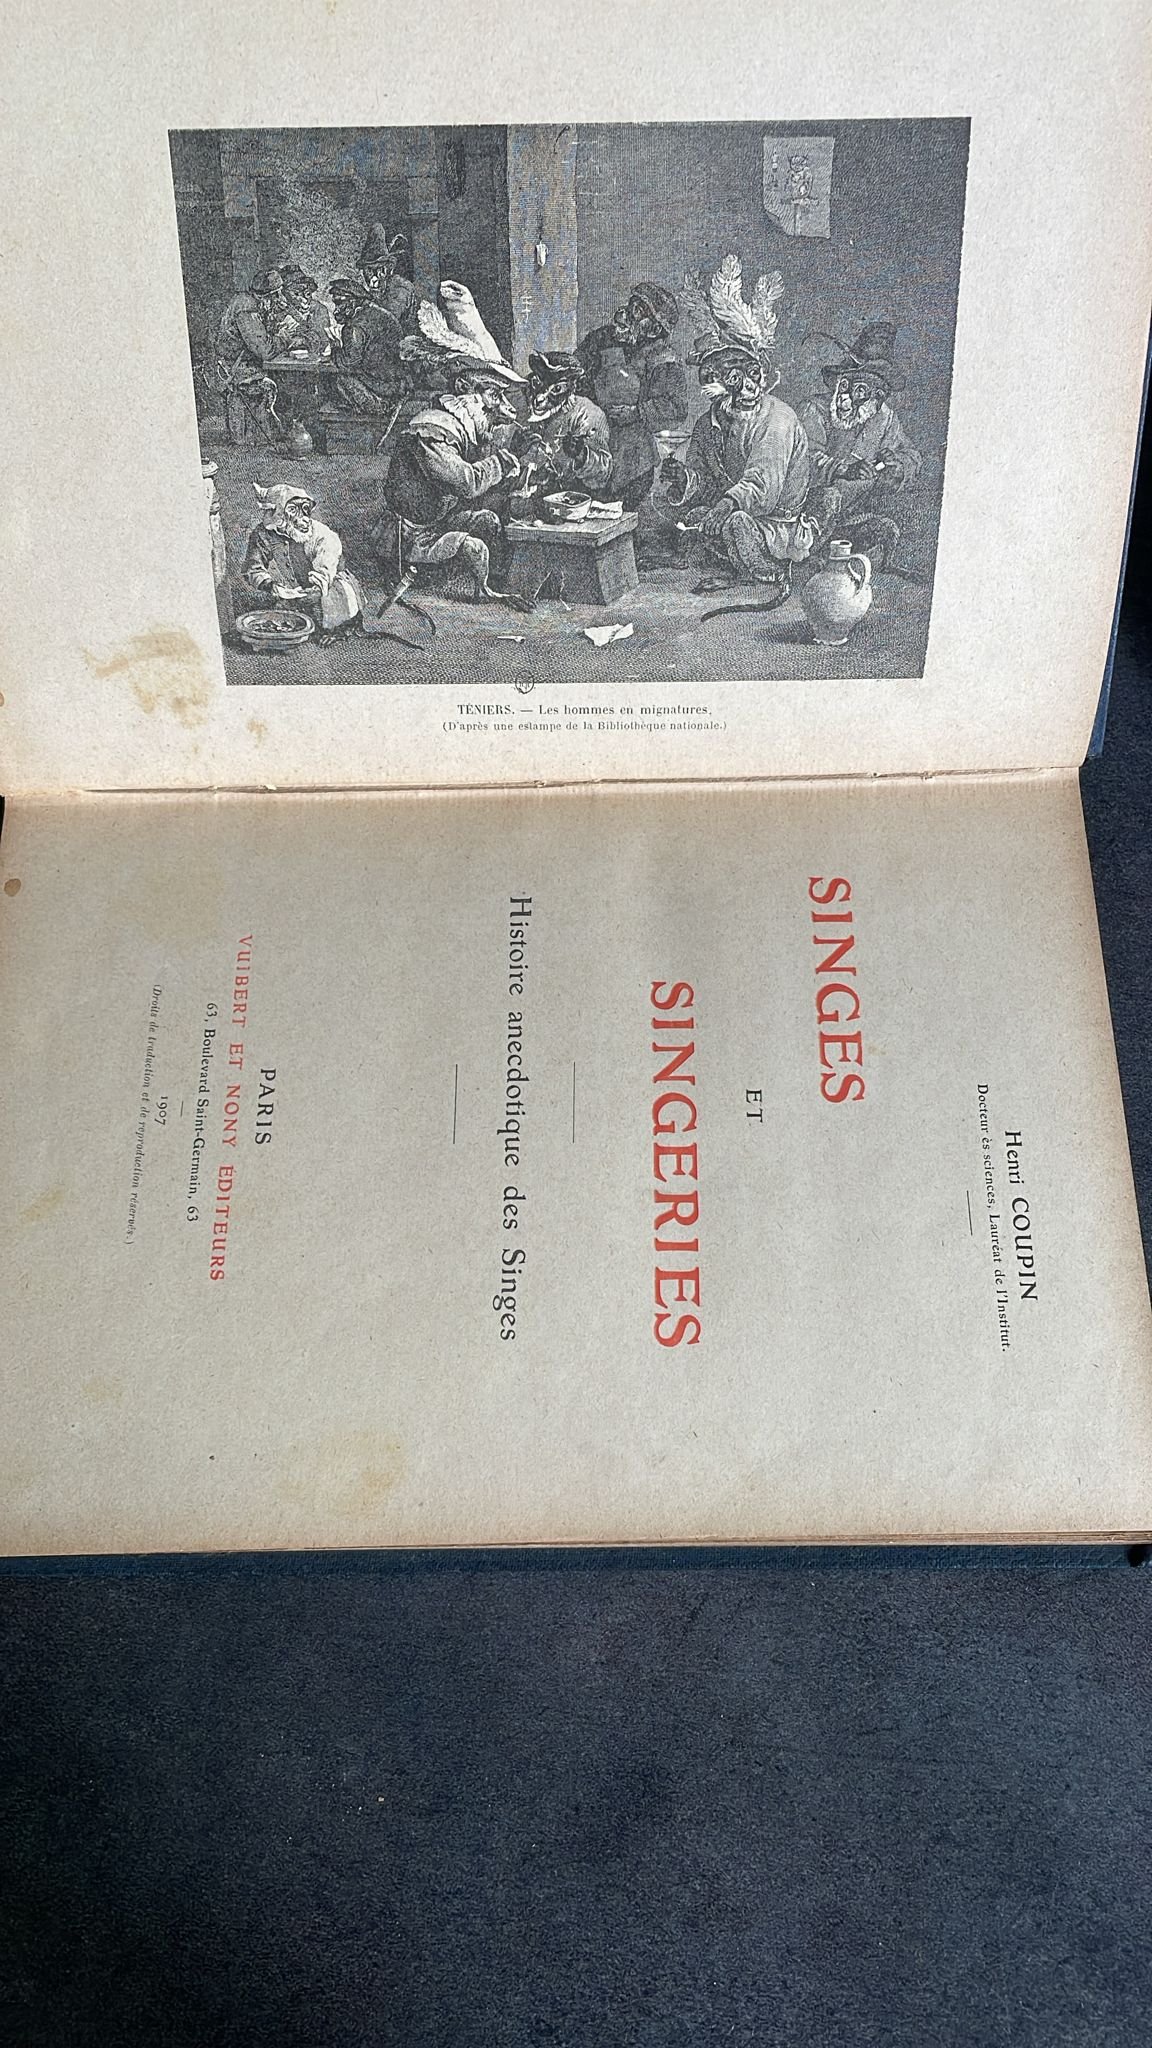 TÉNIERS. — Les hommes en mignatures.
(D'après une estampe de la Bibliothèque nationale.)
Henri COUPIN
Docteur ès sciences, Lauréat de l'Institut.
SINGES
ET
SINGERIES
Histoire anecdotique des Singes
PARIS
VUIBERT ET NONY ÉDITEURS
63, Boulevard Saint-Germain, 63
1907
(Droits de traduction et de reproduction réservés.)